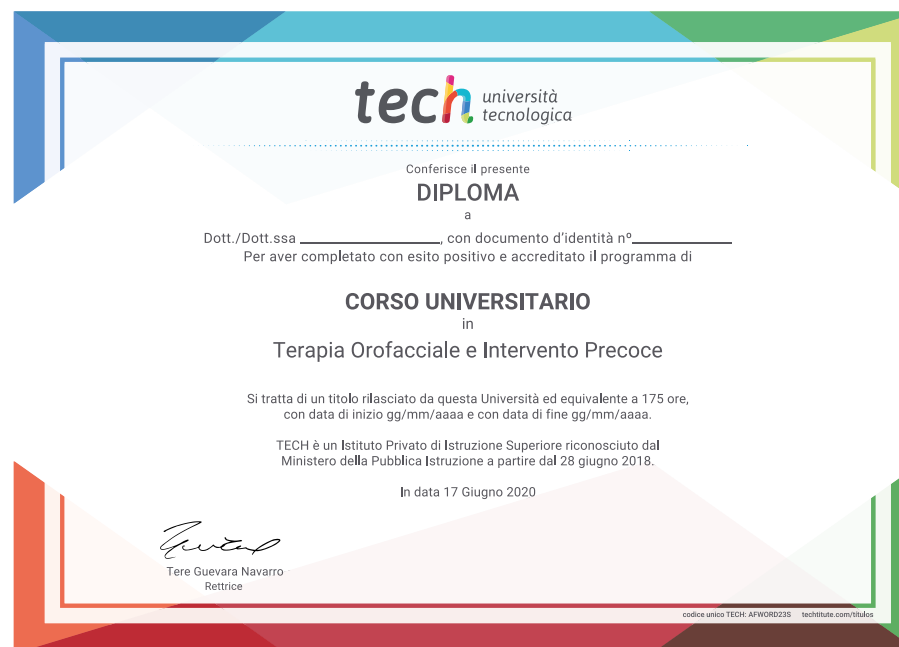 tech università
tecnologica
Conferisce il presente
DIPLOMA
a
Dott./Dott.ssa ________________, con documento d'identità nº___________
Per aver completato con esito positivo e accreditato il programma di
CORSO UNIVERSITARIO
in
Terapia Orofacciale e Intervento Precoce
Si tratta di un titolo rilasciato da questa Università ed equivalente a 175 ore,
con data di inizio gg/mm/aaaa e con data di fine gg/mm/aaaa.
TECH è un Istituto Privato di Istruzione Superiore riconosciuto dal
Ministero della Pubblica Istruzione a partire dal 28 giugno 2018.
In data 17 Giugno 2020
Tere Guevara Navarro
Rettrice
codice unico TECH: AFWORD23S techtitute.com/titulos